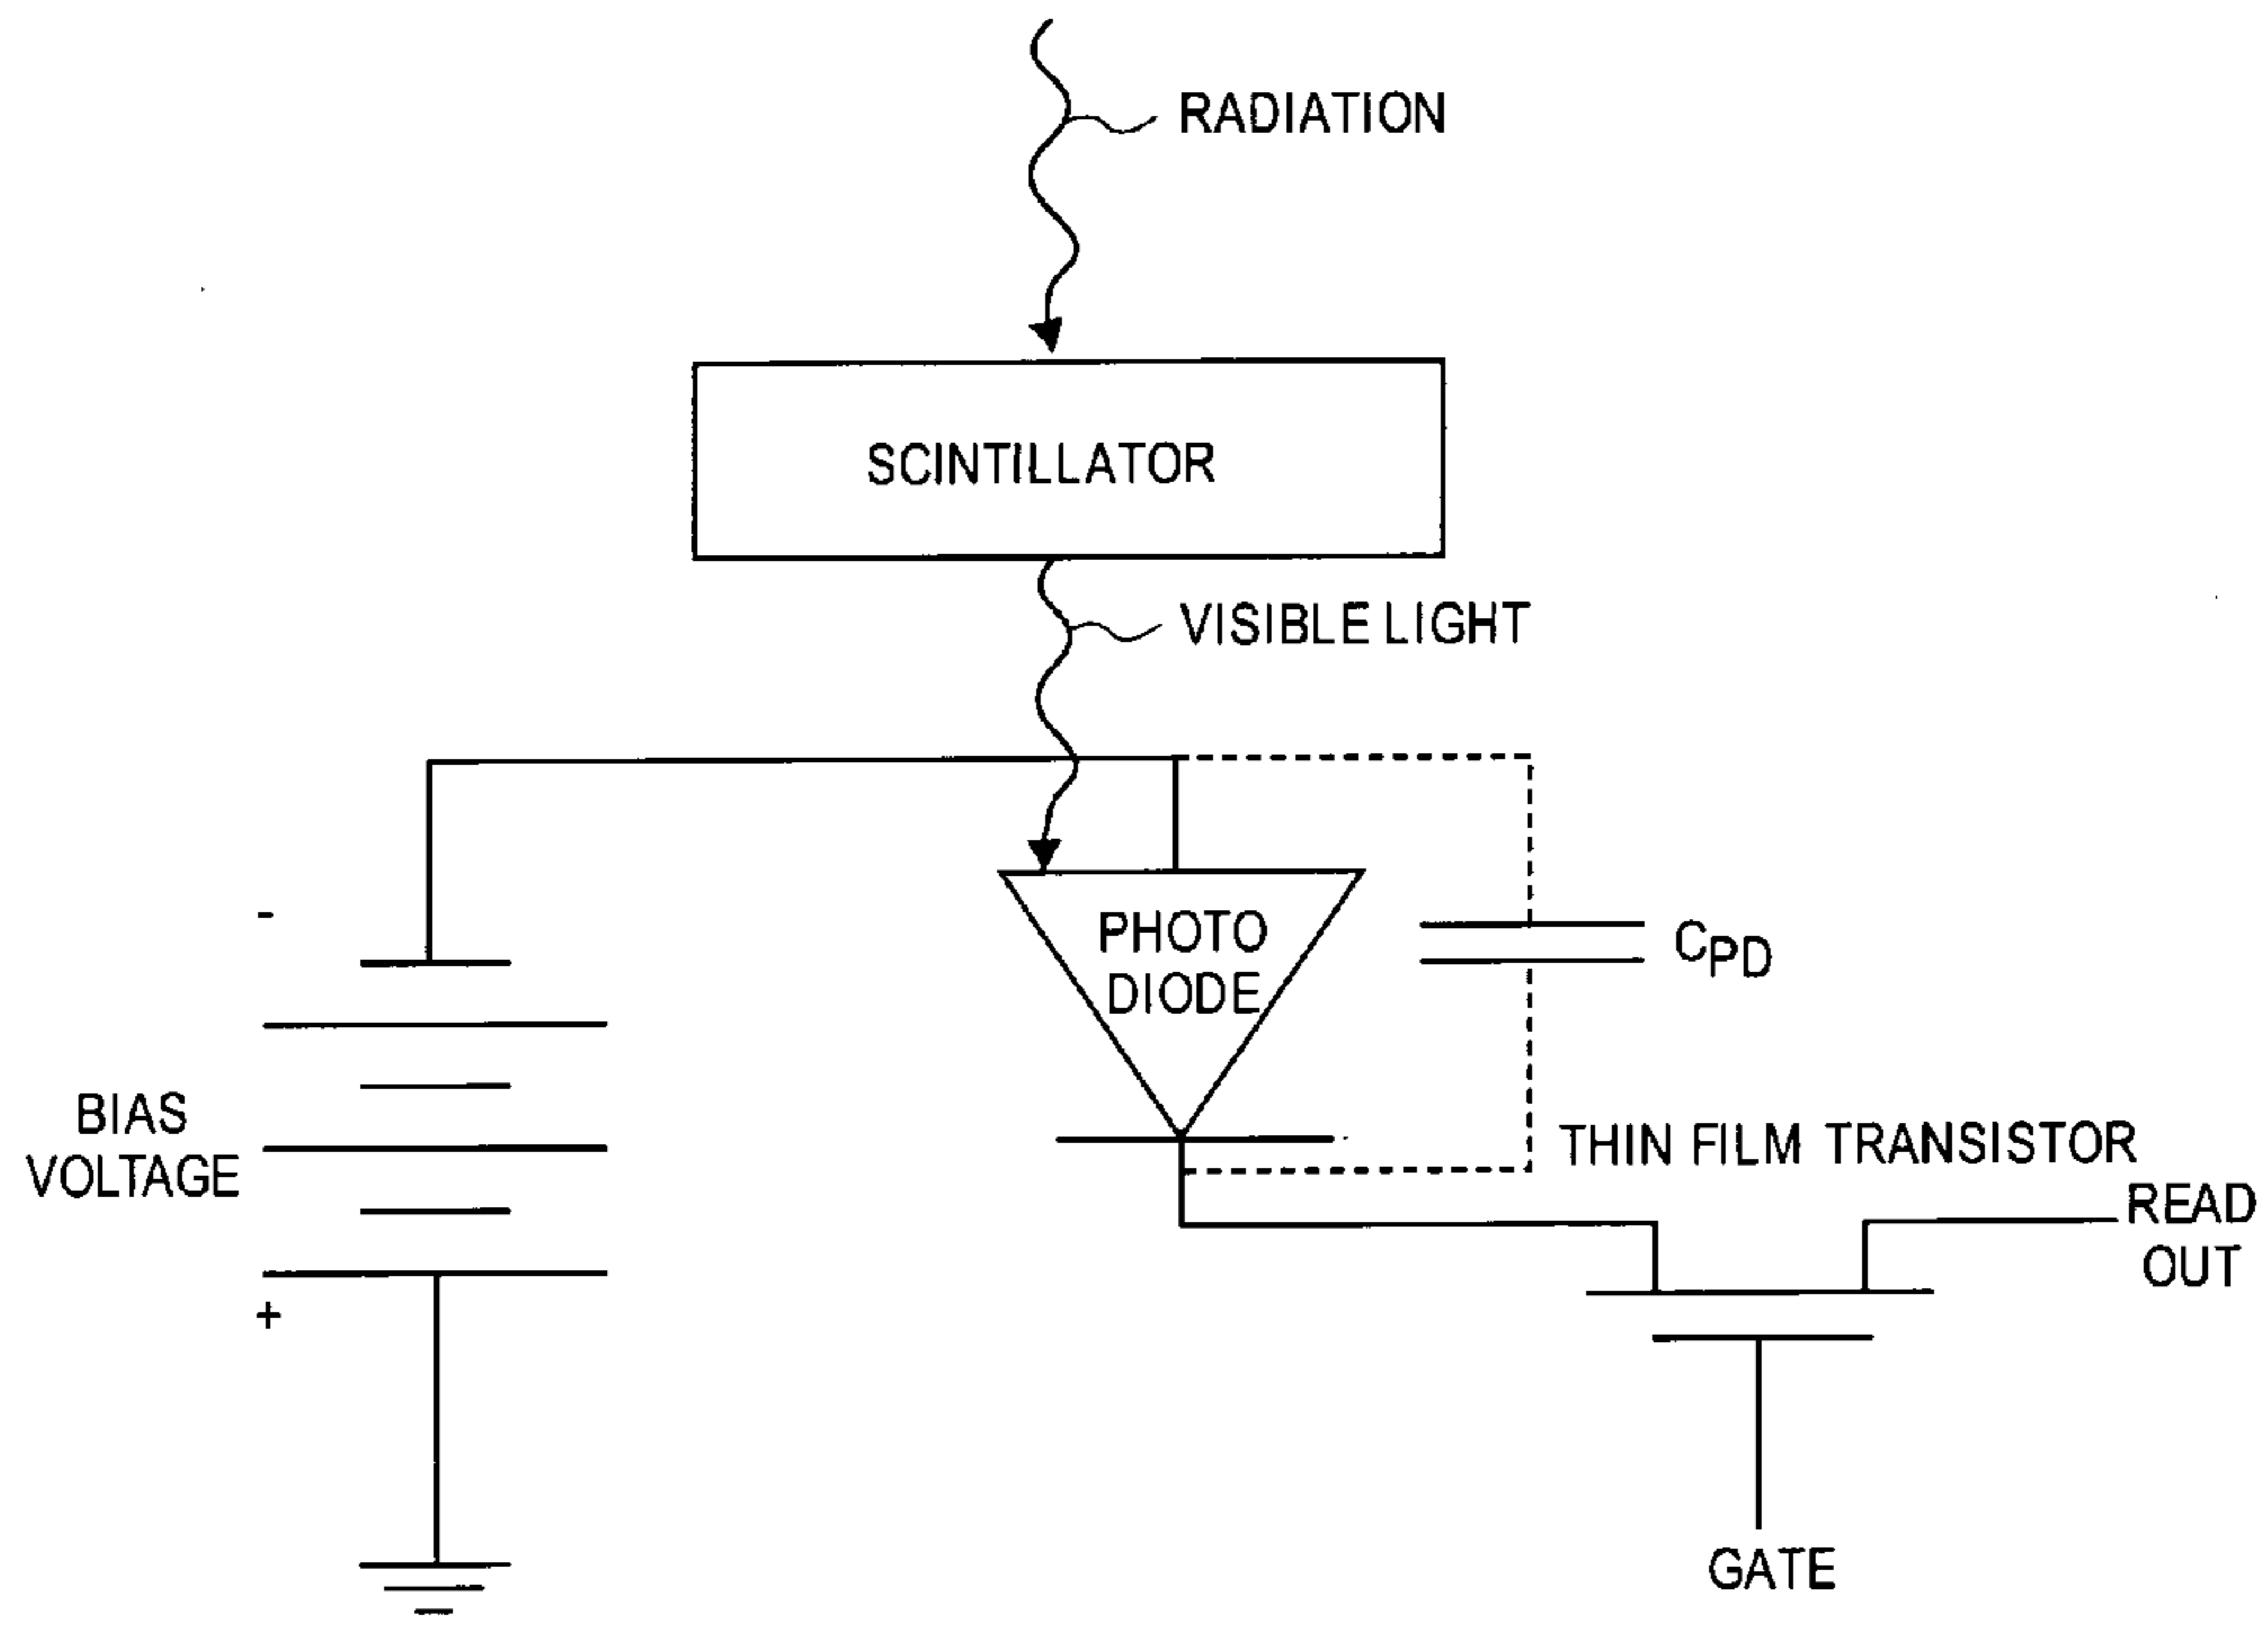 RADIATION
SCINTILLATOR
VISIBLE LIGHT
-
PHOTO
DIODE
CPD
BIAS
VOLTAGE
THIN FILM TRANSISTOR
READ
OUT
+
GATE